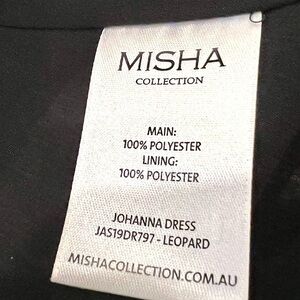 MISHA
COLLECTION
MAIN:
100% POLYESTER
LINING:
100% POLYESTER
JOHANNA DRESS
JAS19DR797 - LEOPARD
MISHACOLLECTION.COM.AU